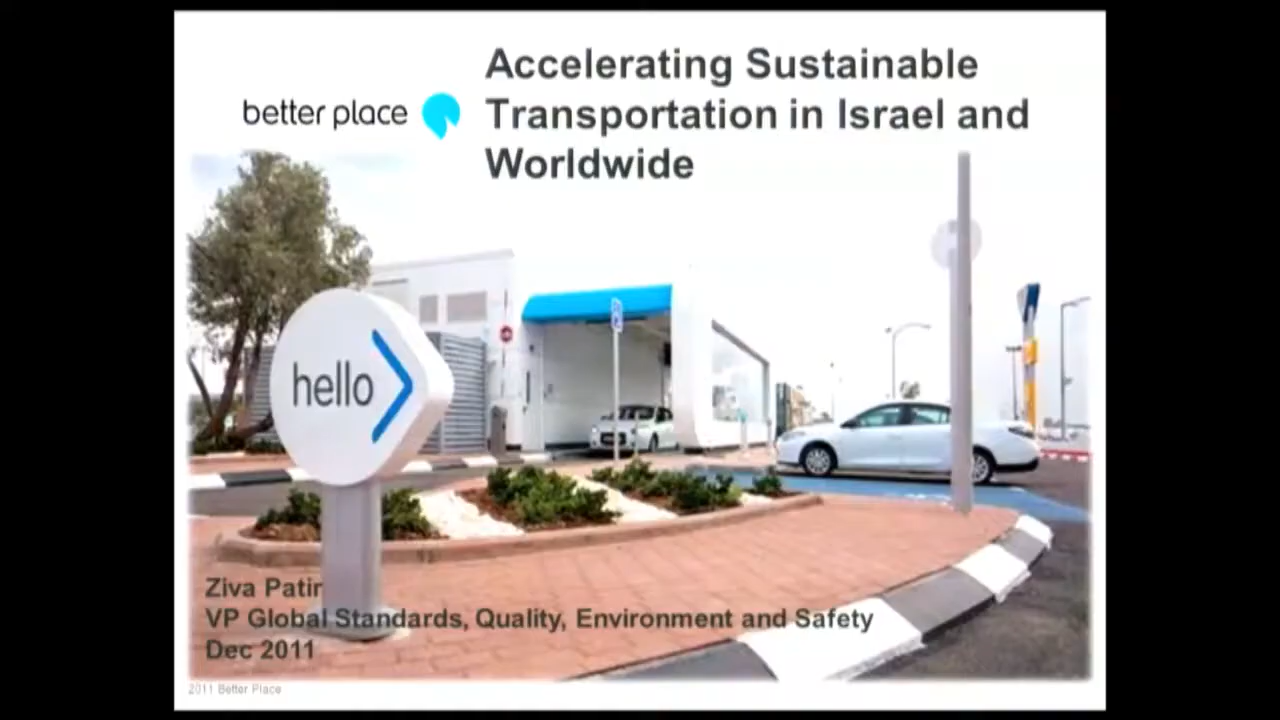 better place
Accelerating Sustainable
Transportation in Israel and
Worldwide
hello
Ziva Patir
VP Global Standards, Quality, Environment and Safety
Dec 2011
2011 Better Place